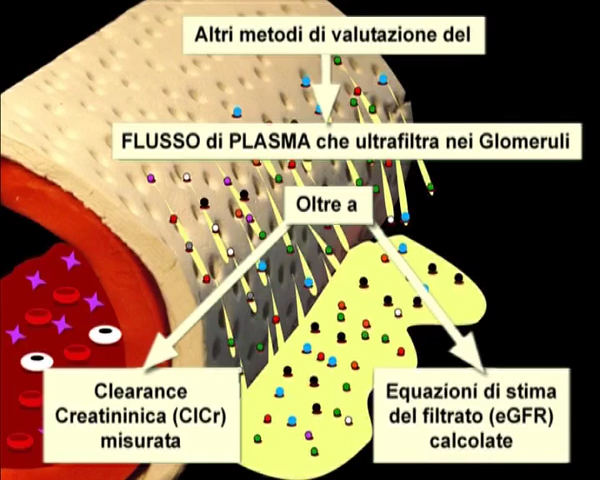 Altri metodi di valutazione del
FLUSSO di PLASMA che ultrafiltra nei Glomeruli
Oltre a
Clearance
Creatininica (ClCr)
misurata
Equazioni di stima
del filtrato (eGFR)
calcolate